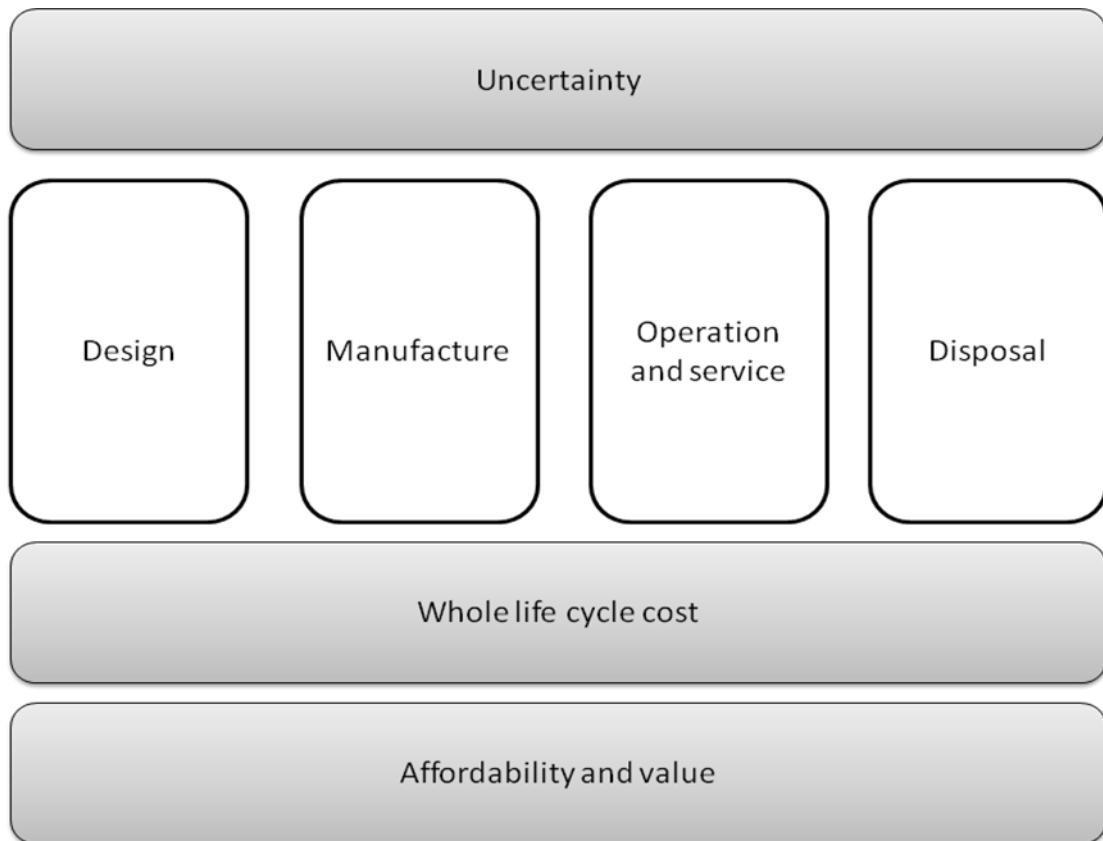 Uncertainty
Design
Manufacture
Operation
and service
Disposal
Whole life cycle cost
Affordability and value